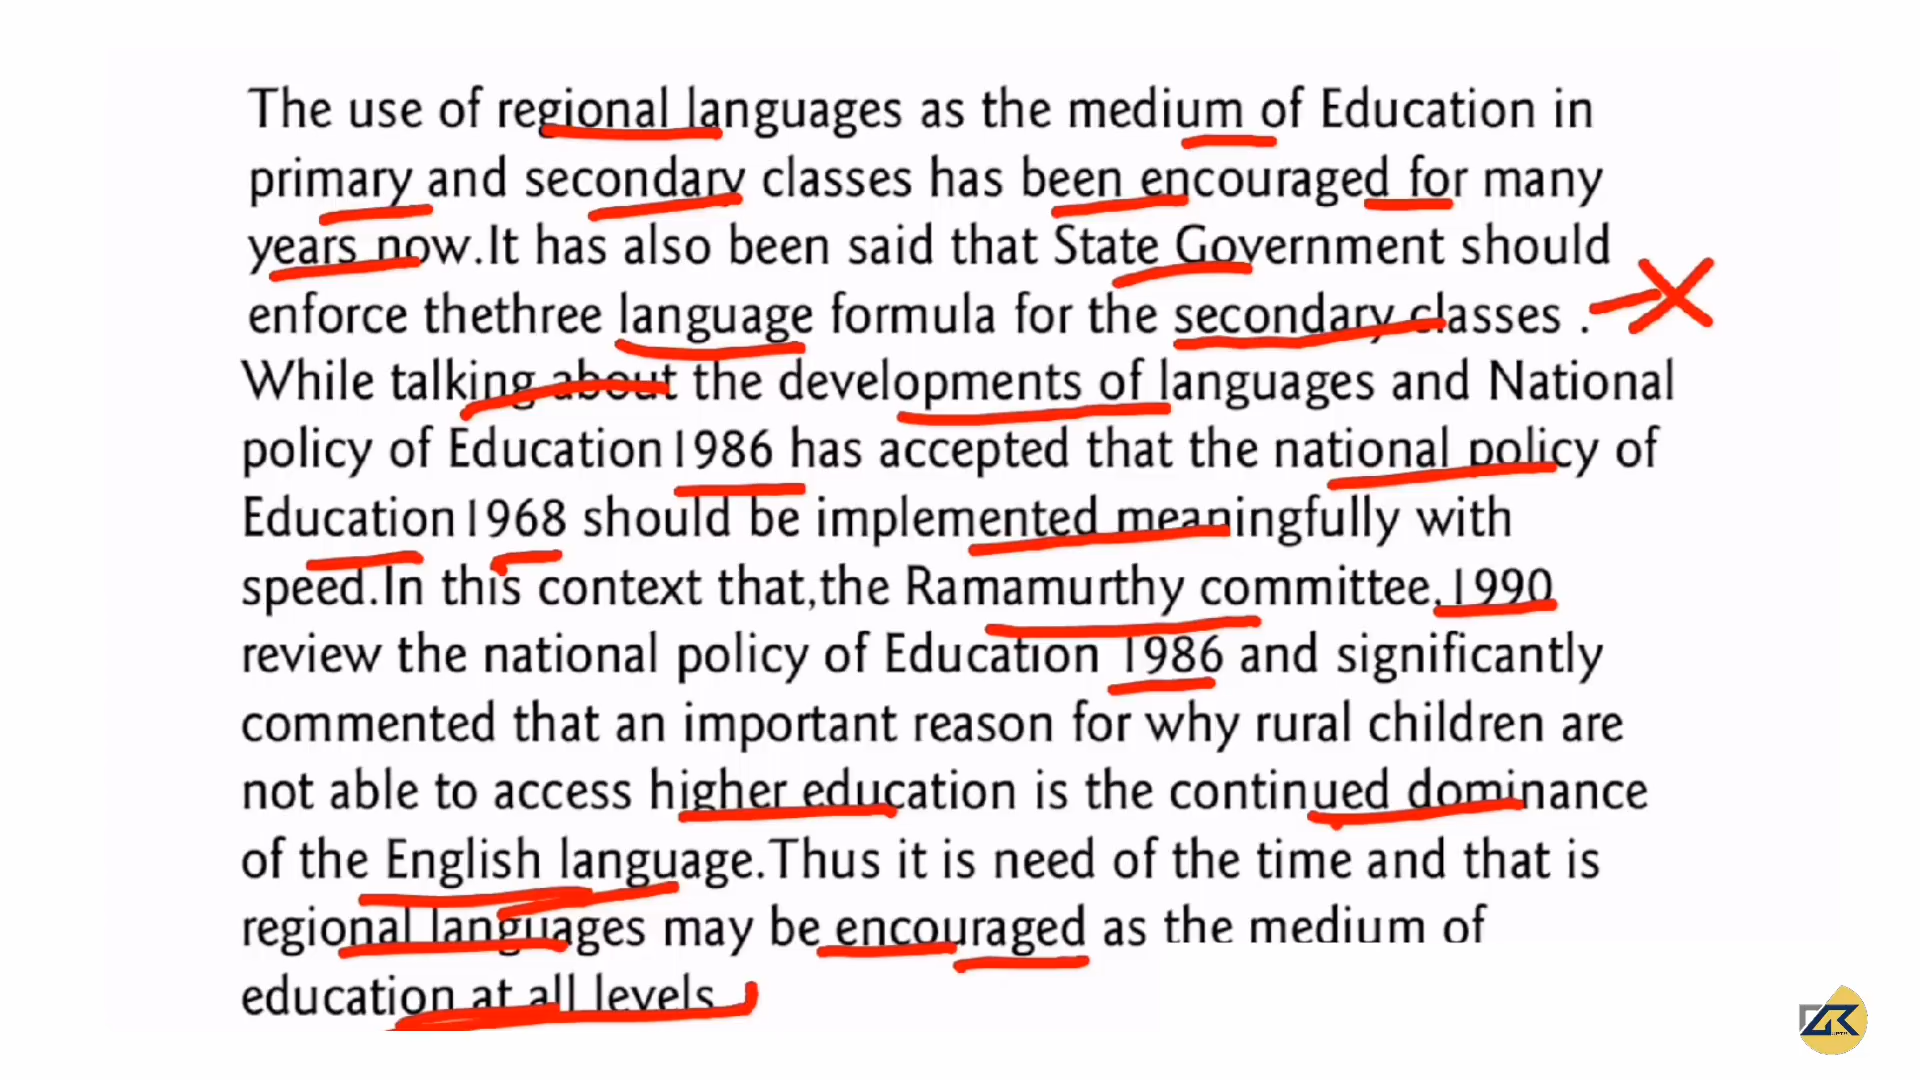 The use of regional languages as the medium of Education in
primary and secondary classes has been encouraged for many
years now.It has also been said that State Government should
enforce thethree language formula for the secondary classes .
While talking about the developments of languages and National
policy of Education1986 has accepted that the national policy of
Education1968 should be implemented meaningfully with
speed.In this context that,the Ramamurthy committee,1990
review the national policy of Education 1986 and significantly
commented that an important reason for why rural children are
not able to access higher education is the continued dominance
of the English language.Thus it is need of the time and that is
regional languages may be encouraged as the medium of
education at all levels